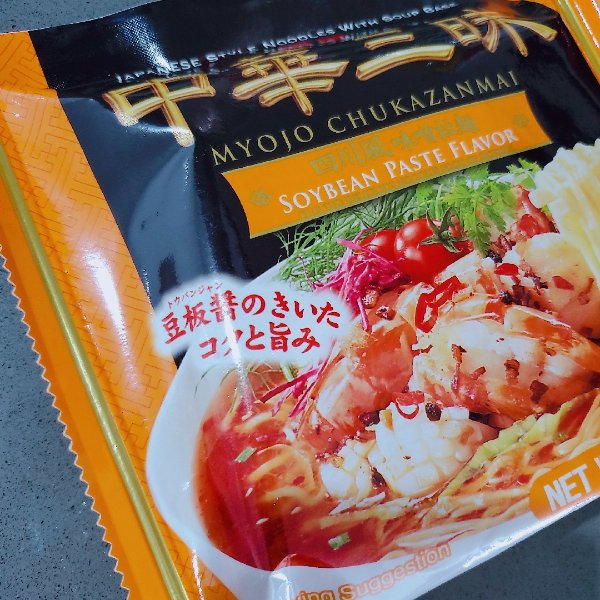 JAPANESE STYLE NOODLES WITH SOUP BASE
中華三昧
MYOJO CHUKAZANMAI
四川風味噌拉麺
SOYBEAN PASTE FLAVOR
トウバンジャン
豆板醤のきいた
コクと旨み
NET
Suggestion